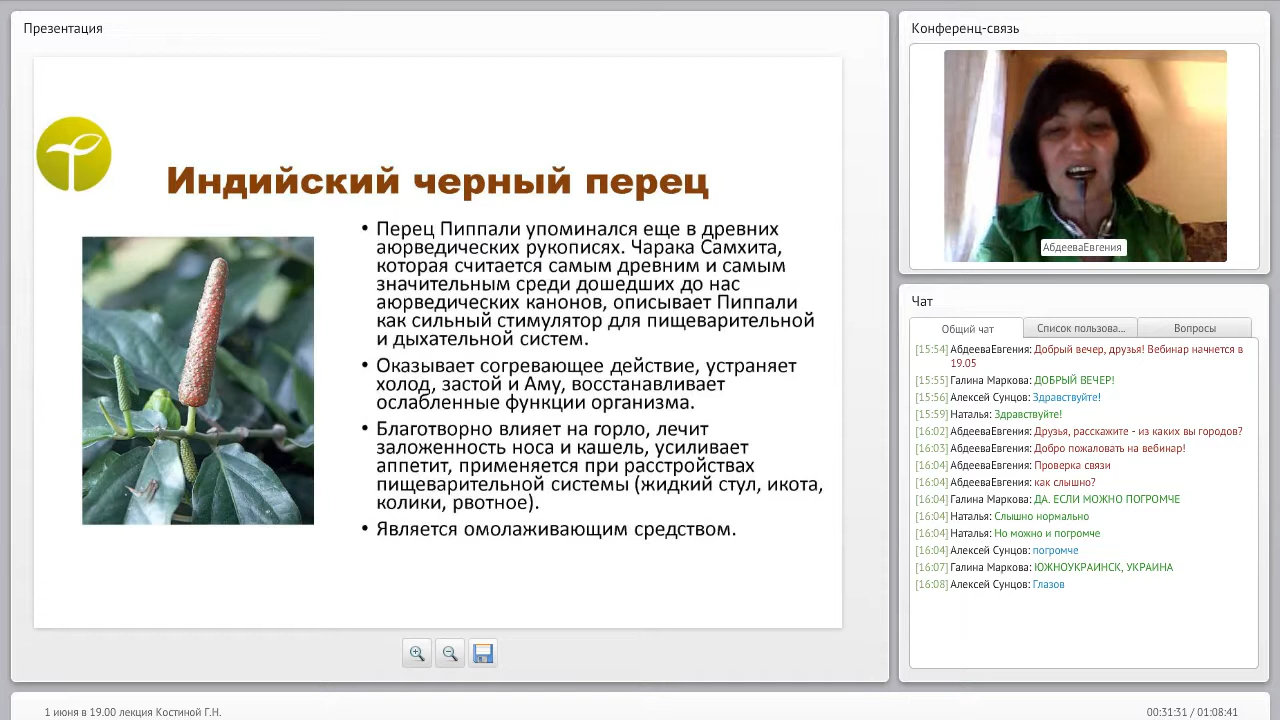 Презентация
Индийский черный перец
• Перец Пиппали упоминался еще в древних
аюрведических рукописях. Чарака Самхита,
которая считается самым древним и самым
значительным среди дошедших до нас
аюрведических канонов, описывает Пиппали
как сильный стимулятор для пищеварительной
и дыхательной систем.
• Оказывает согревающее действие, устраняет
холод, застой и Аму, восстанавливает
ослабленные функции организма.
• Благотворно влияет на горло, лечит
заложенность носа и кашель, усиливает
аппетит, применяется при расстройствах
пищеварительной системы (жидкий стул, икота,
колики, рвотное).
• Является омолаживающим средством.
Конференц-связь
АбдееваЕвгения
Чат
Общий чат Список пользова... Вопросы
[15:54] АбдееваЕвгения: Добрый вечер, друзья! Вебинар начнется в
19.05
[15:55] Галина Маркова: ДОБРЫЙ ВЕЧЕР!
[15:56] Алексей Сунцов: Здравствуйте!
[15:59] Наталья: Здравствуйте!
[16:02] АбдееваЕвгения: Друзья, расскажите - из каких вы городов?
[16:03] АбдееваЕвгения: Добро пожаловать на вебинар!
[16:04] АбдееваЕвгения: Проверка связи
[16:04] АбдееваЕвгения: как слышно?
[16:04] Галина Маркова: ДА. ЕСЛИ МОЖНО ПОГРОМЧЕ
[16:04] Наталья: Слышно нормально
[16:04] Наталья: Но можно и погромче
[16:04] Алексей Сунцов: погромче
[16:07] Галина Маркова: ЮЖНОУКРАИНСК, УКРАИНА
[16:08] Алексей Сунцов: Глазов
1 июня в 19.00 лекция Костиной Г.Н.
00:31:31 / 01:08:41